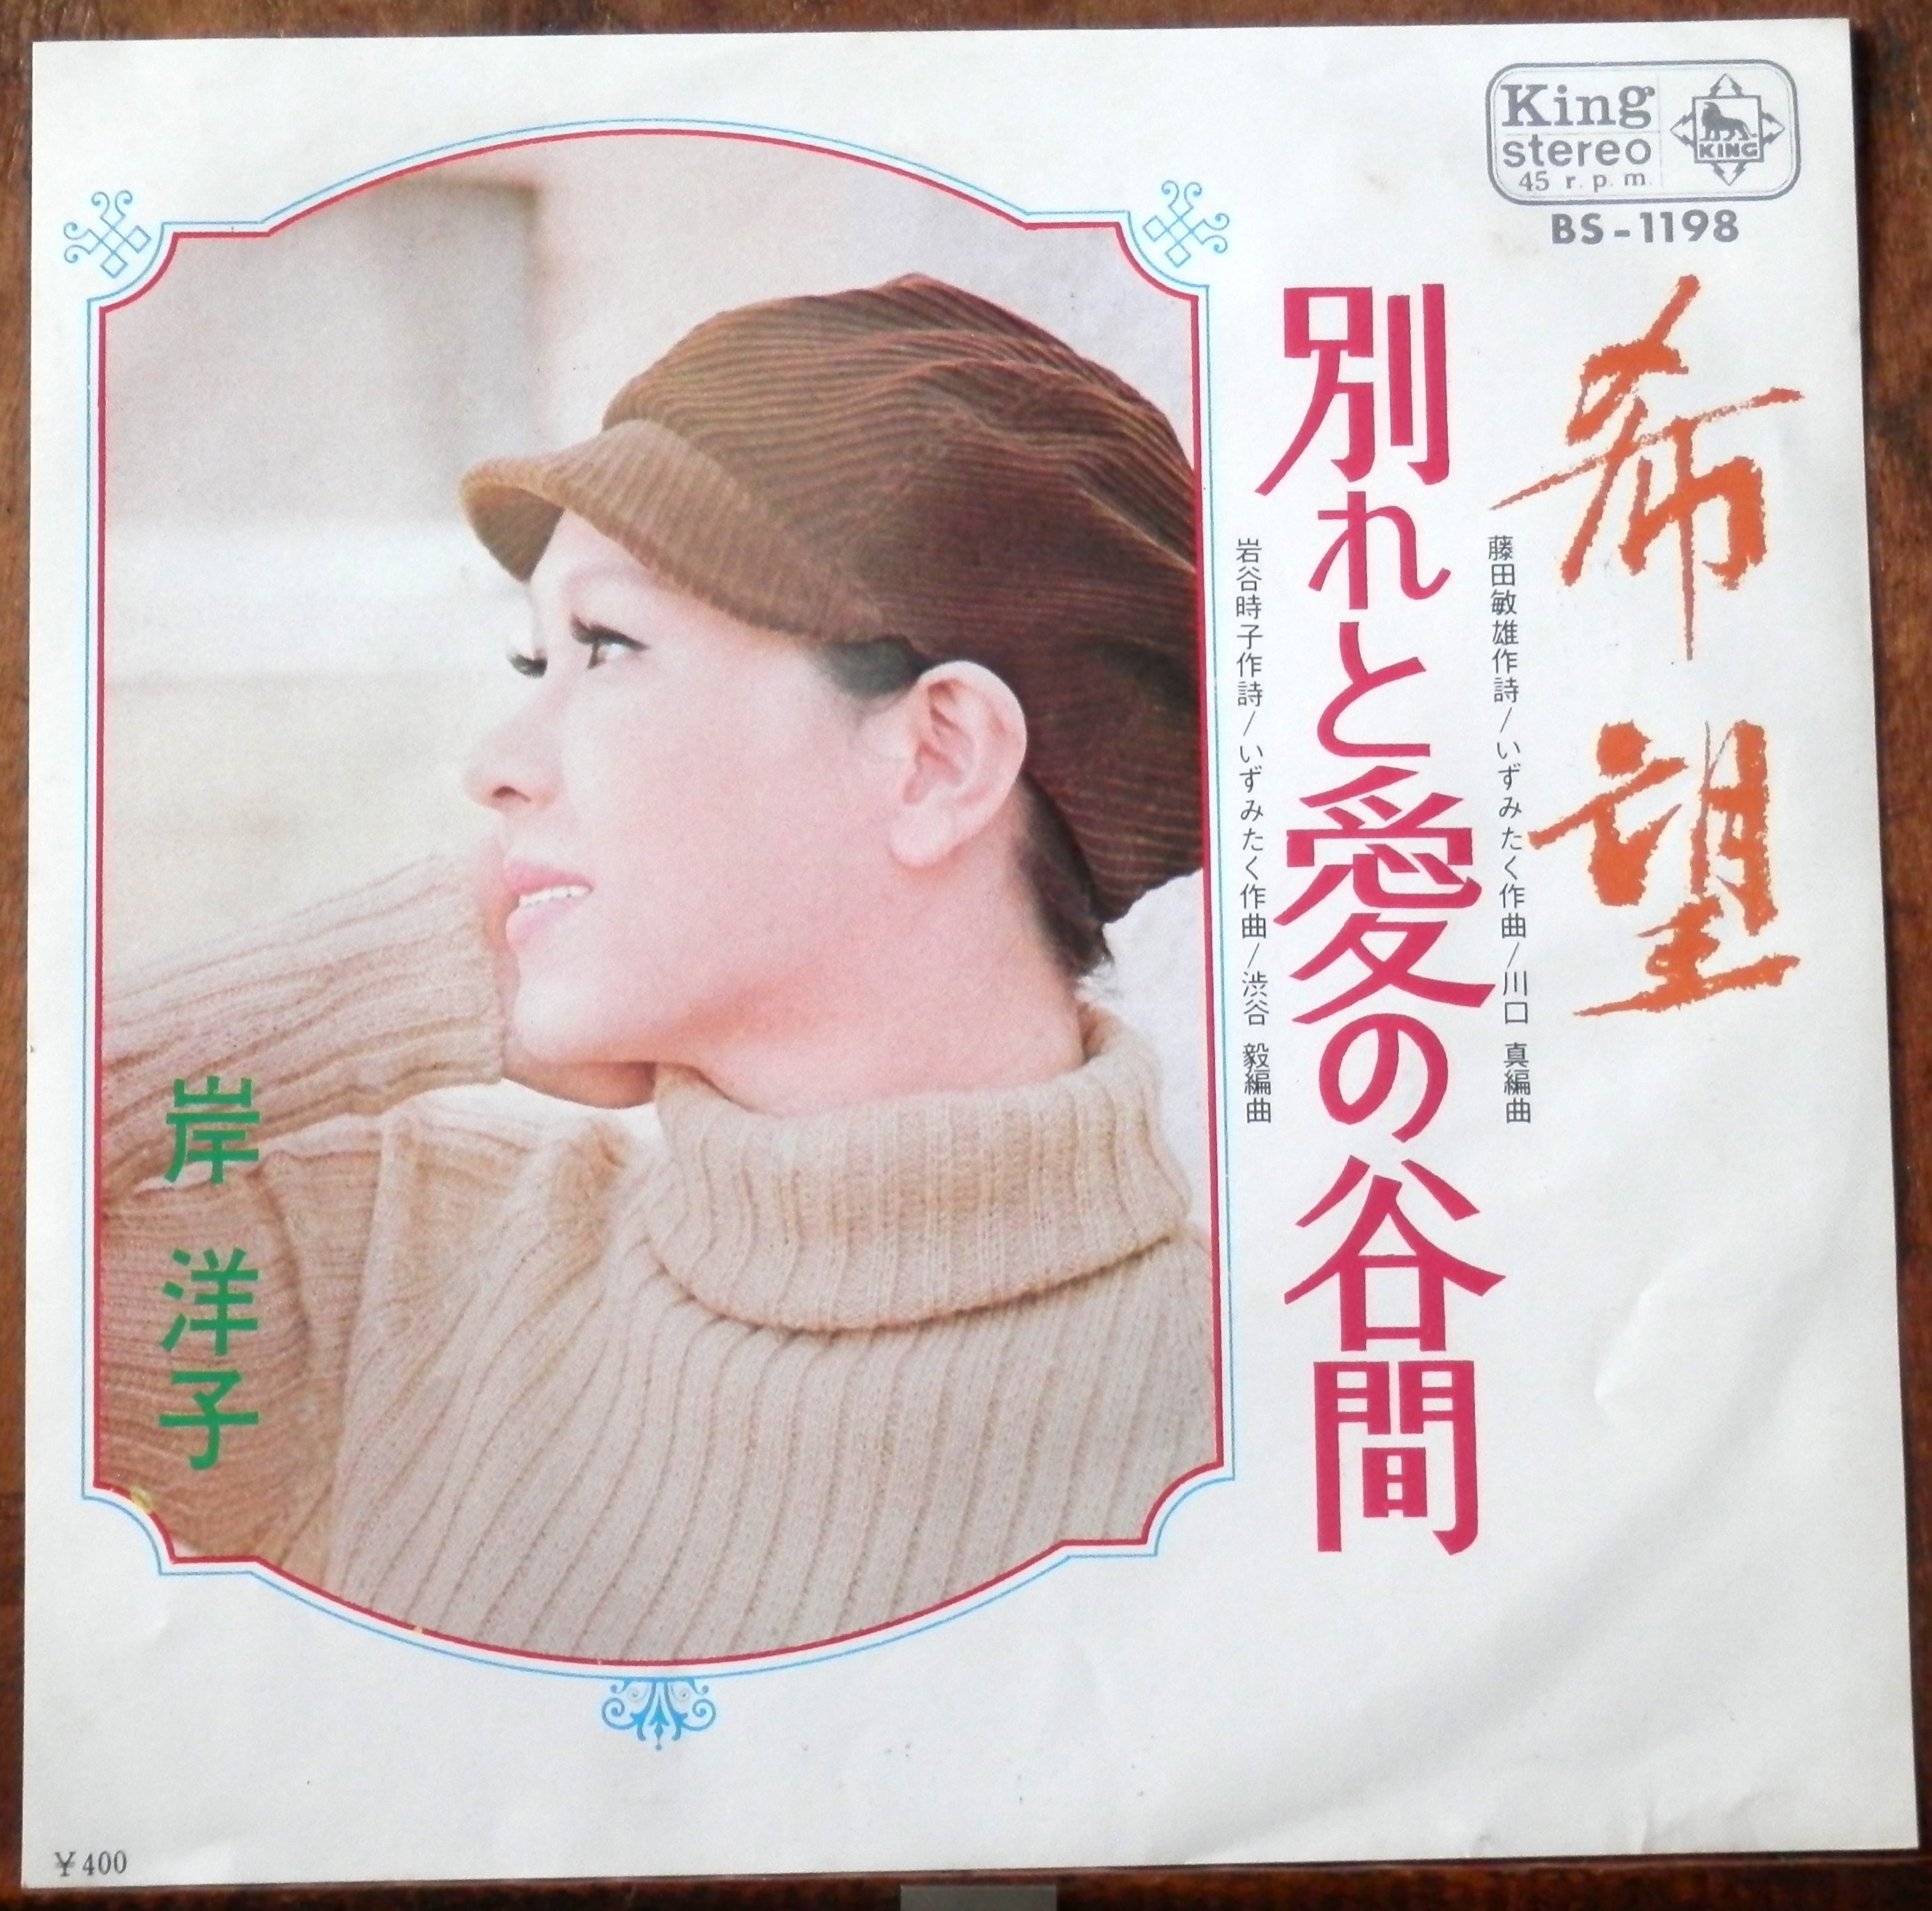 King
stereo
45 r.p.m.
KING
BS-1198
希望
藤田敏雄作詩/いずみたく作曲/川口 真編曲
別れと愛の谷間
岩谷時子作詩/いずみたく作曲/渋谷 毅編曲
岸 洋子
¥400